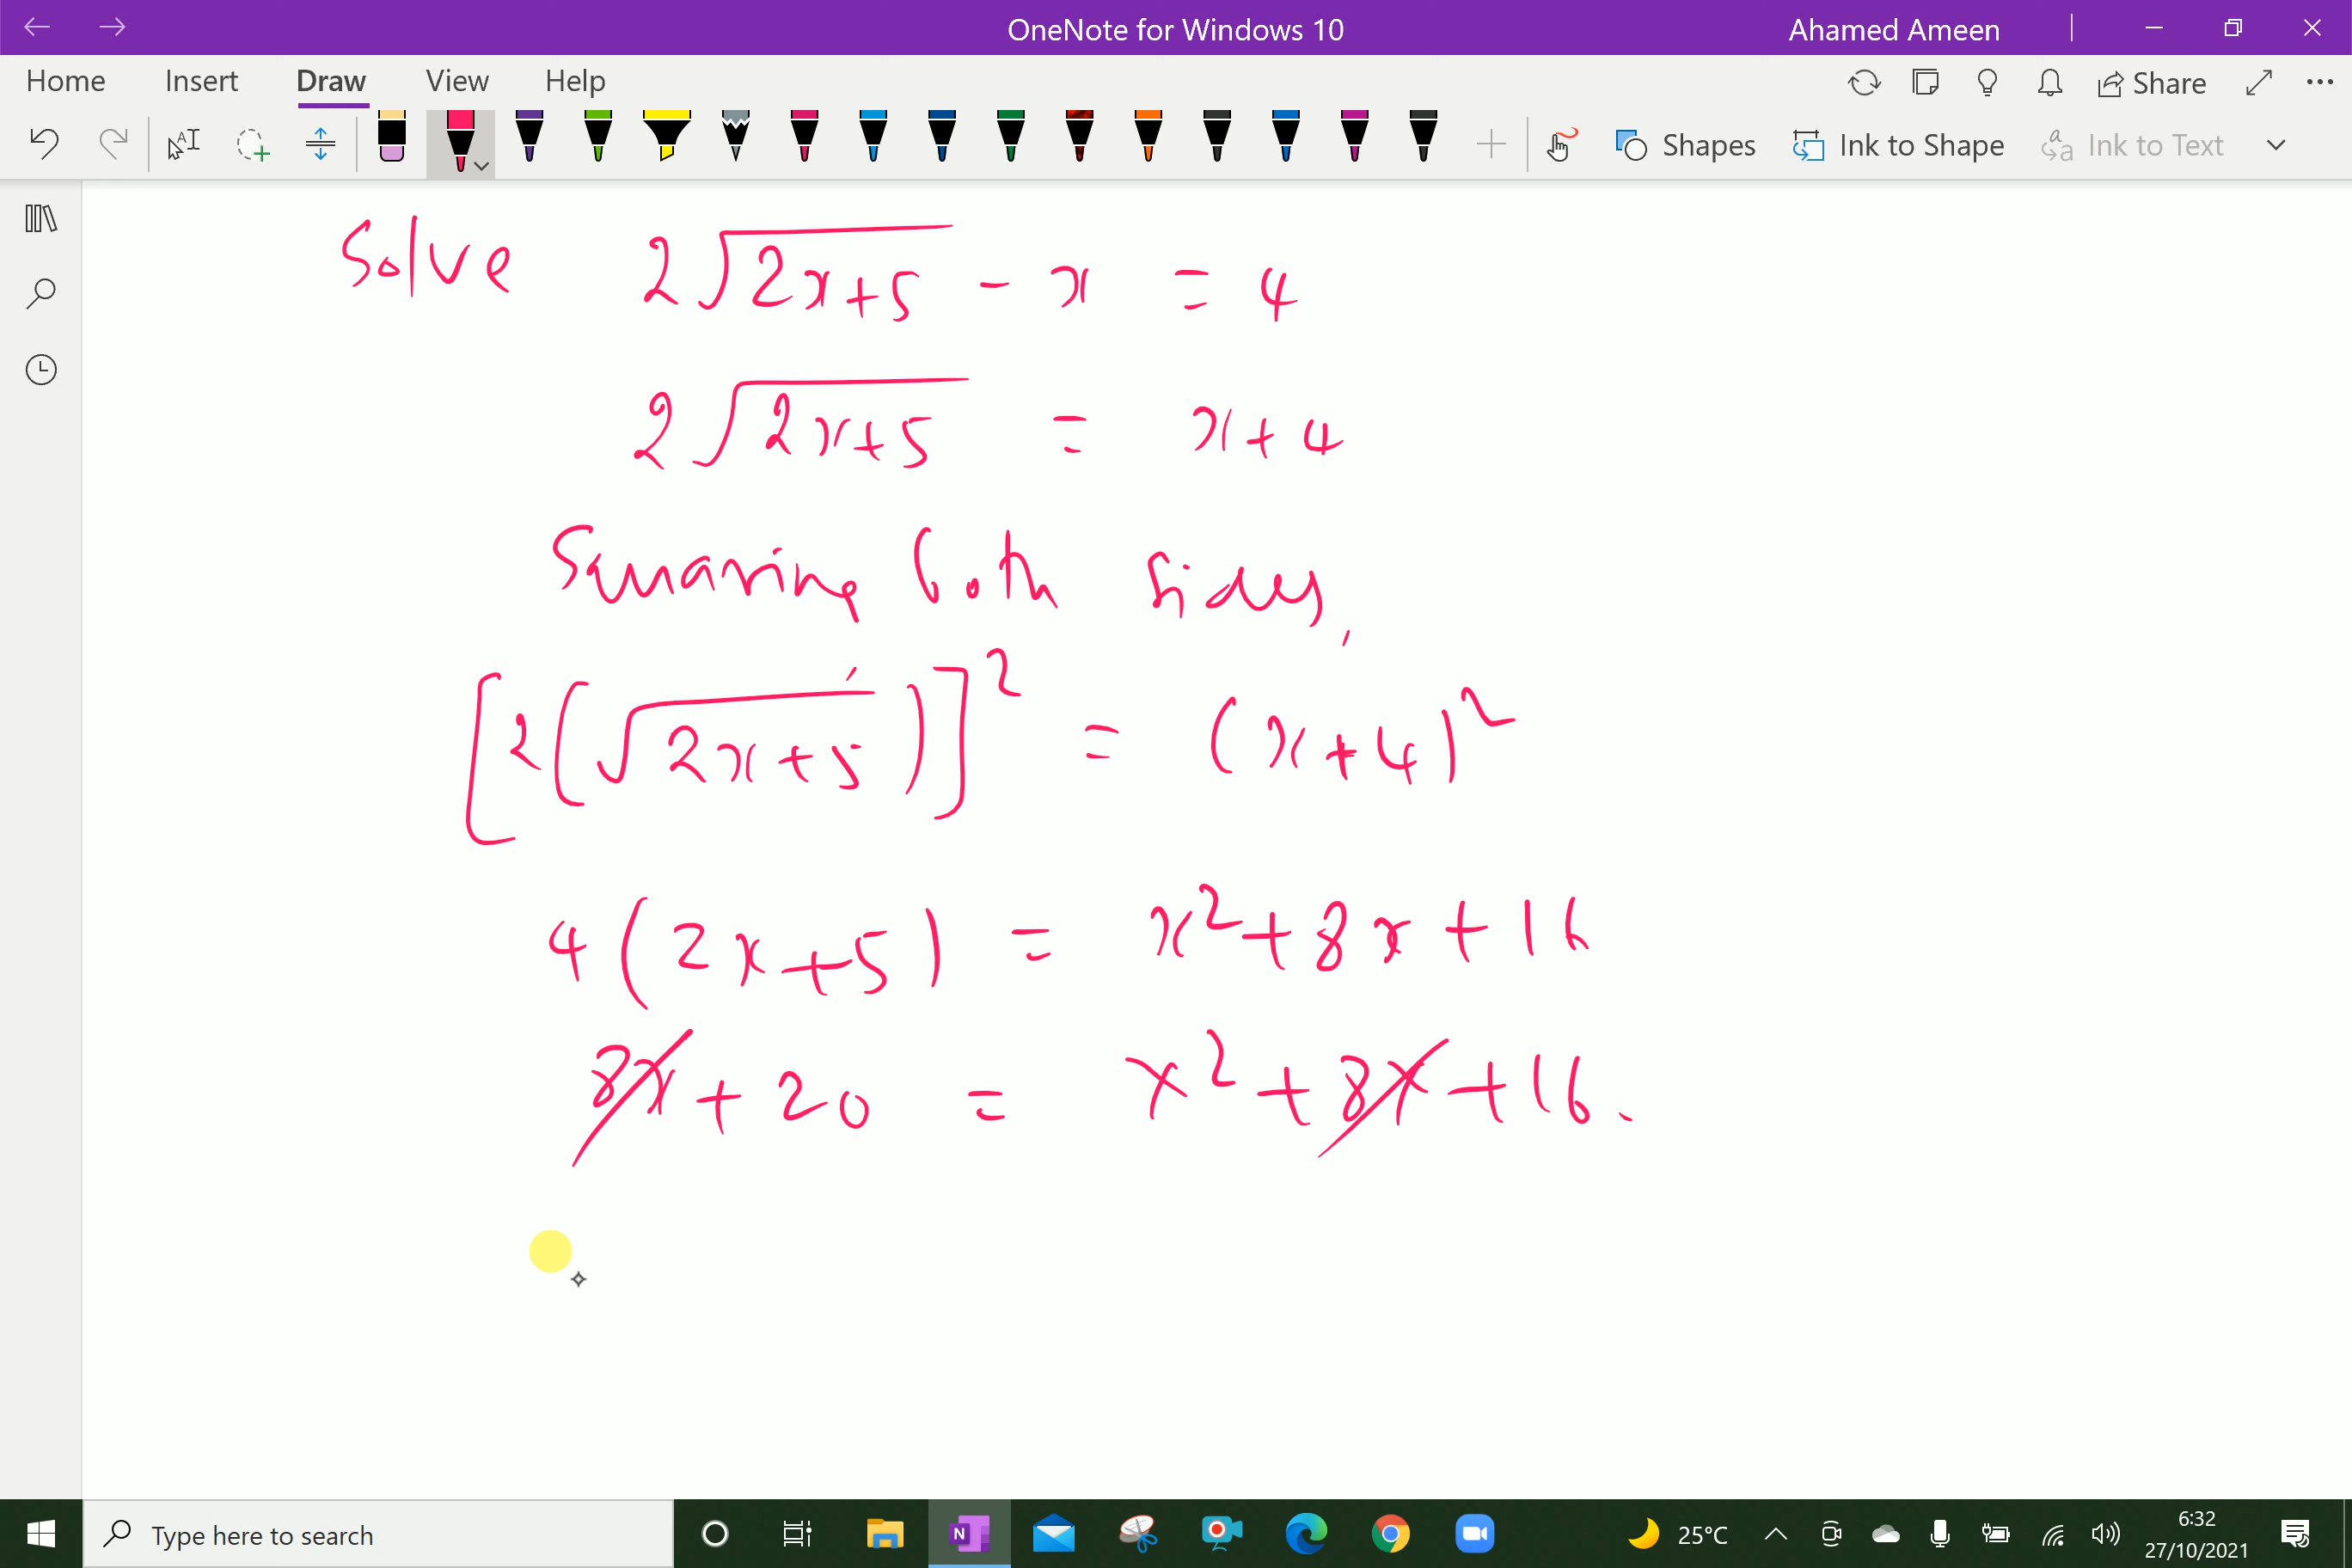 OneNote for Windows 10 Ahamed Ameen
Home Insert Draw View Help Share
Shapes Ink to Shape Ink to Text
Solve 2√(2x+5) - x = 4
2√(2x+5) = x+4
Squaring both sides,
[2(√(2x+5))]² = (x+4)²
4(2x+5) = x²+8x+16
8x+20 = x²+8x+16.
Type here to search 25°C 6:32
27/10/2021